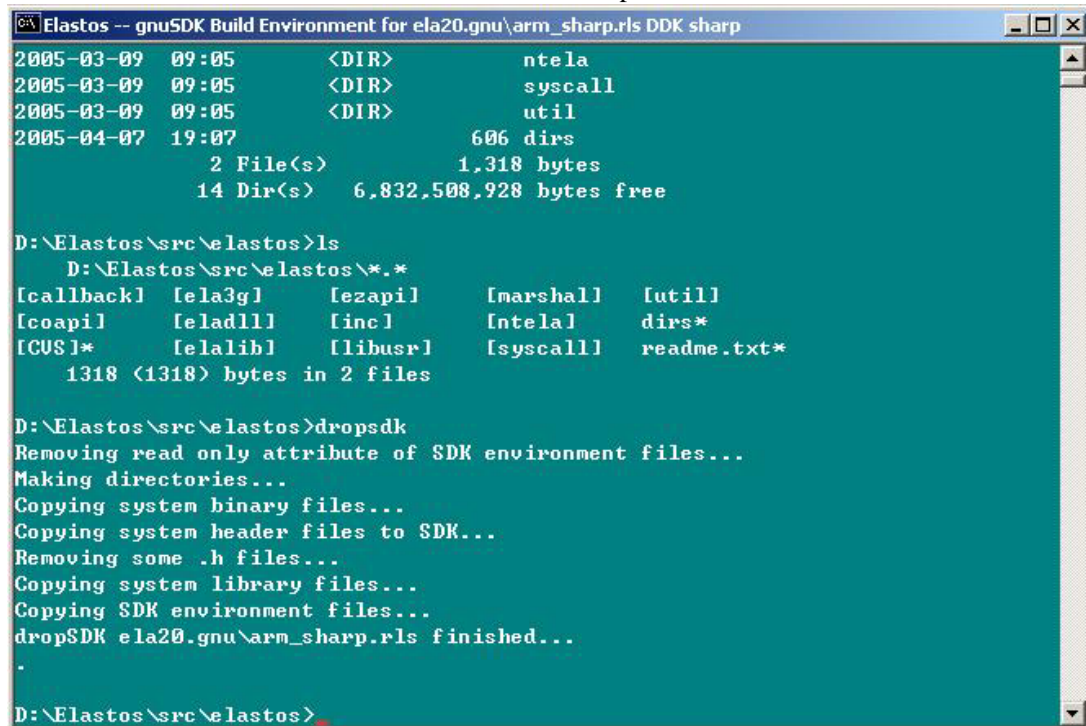 Elastos -- gnuSDK Build Environment for ela20.gnu\arm_sharp.rls DDK sharp
2005-03-09 09:05 <DIR> ntela
2005-03-09 09:05 <DIR> syscall
2005-03-09 09:05 <DIR> util
2005-04-07 19:07 606 dirs
2 File(s) 1,318 bytes
14 Dir(s) 6,832,508,928 bytes free
D:\Elastos\src\elastos>ls
D:\Elastos\src\elastos\*.*
[callback] [ela3g] [ezapi] [marshal] [util]
[coapi] [eladll] [inc] [ntela] dirs*
[CVS]* [elalib] [libusr] [syscall] readme.txt*
1318 (1318) bytes in 2 files
D:\Elastos\src\elastos>dropsdk
Removing read only attribute of SDK environment files...
Making directories...
Copying system binary files...
Copying system header files to SDK...
Removing some .h files...
Copying system library files...
Copying SDK environment files...
dropSDK ela20.gnu\arm_sharp.rls finished...
.
D:\Elastos\src\elastos>_